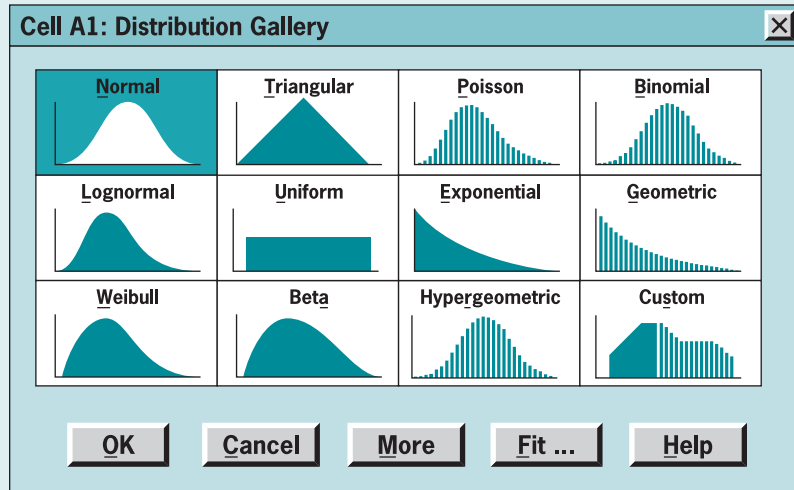 Cell A1: Distribution Gallery
Normal Triangular Poisson Binomial
Lognormal Uniform Exponential Geometric
Weibull Beta Hypergeometric Custom
OK Cancel More Fit ... Help